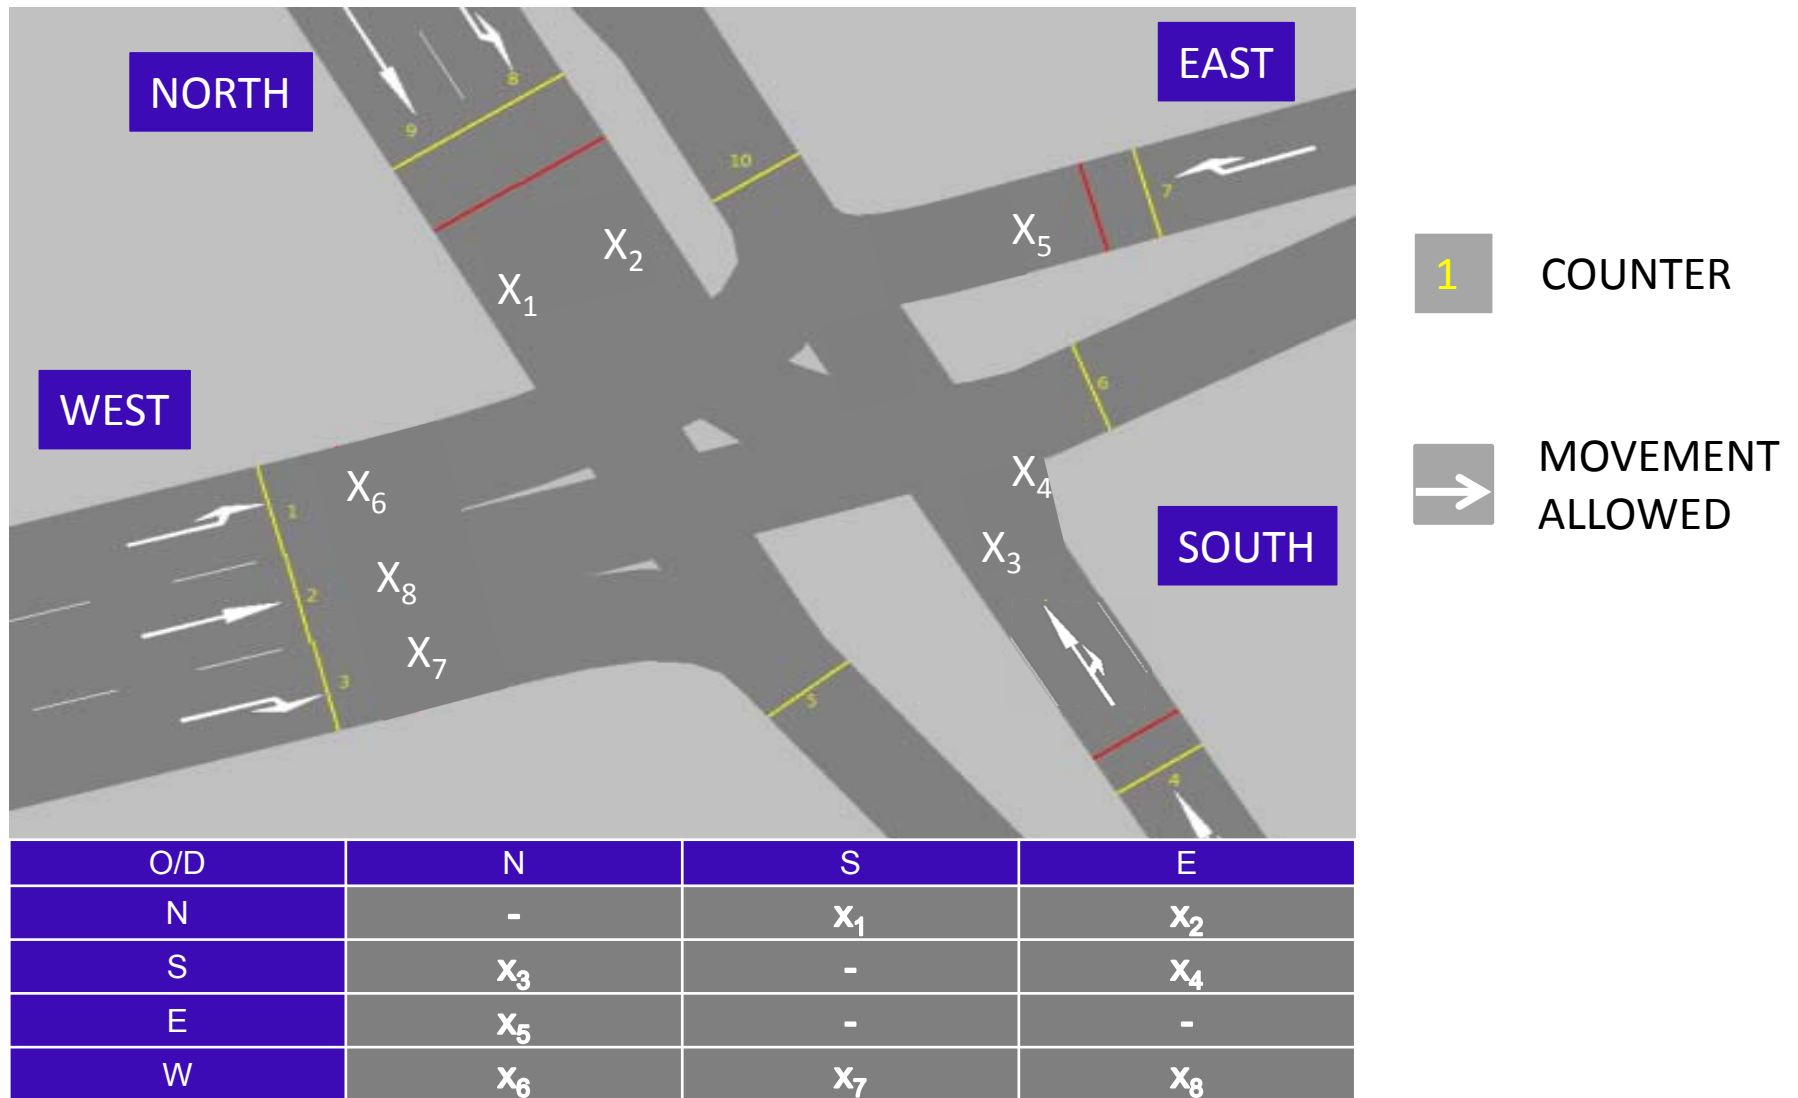 8
EAST
NORTH
9
10
7
X5
X2
1 COUNTER
X1
6
WEST
X4
MOVEMENT
ALLOWED
X6
1
X3
SOUTH
X8
2
X7
3
5
4
O/D N S E
N - x1 x2
S x3 - x4
E x5 - -
W x6 x7 x8